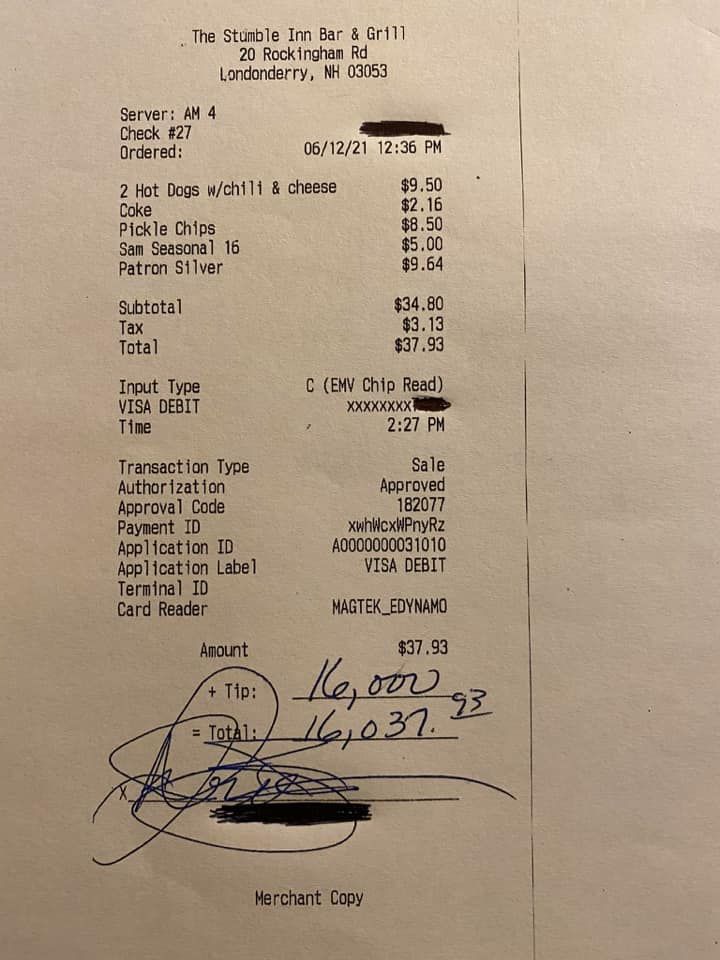 The Stumble Inn Bar & Grill
20 Rockingham Rd
Londonderry, NH 03053
Server: AM 4
Check #27
Ordered: 06/12/21 12:36 PM
2 Hot Dogs w/chili & cheese $9.50
Coke $2.16
Pickle Chips $8.50
Sam Seasonal 16 $5.00
Patron Silver $9.64
Subtotal $34.80
Tax $3.13
Total $37.93
Input Type C (EMV Chip Read)
VISA DEBIT xxxxxxxx
Time 2:27 PM
Transaction Type Sale
Authorization Approved
Approval Code 182077
Payment ID xwhWcxWPnyRz
Application ID A0000000031010
Application Label VISA DEBIT
Terminal ID
Card Reader MAGTEK_EDYNAMO
Amount $37.93
+ Tip: 16,000
= Total: 16,037.93
x
Merchant Copy